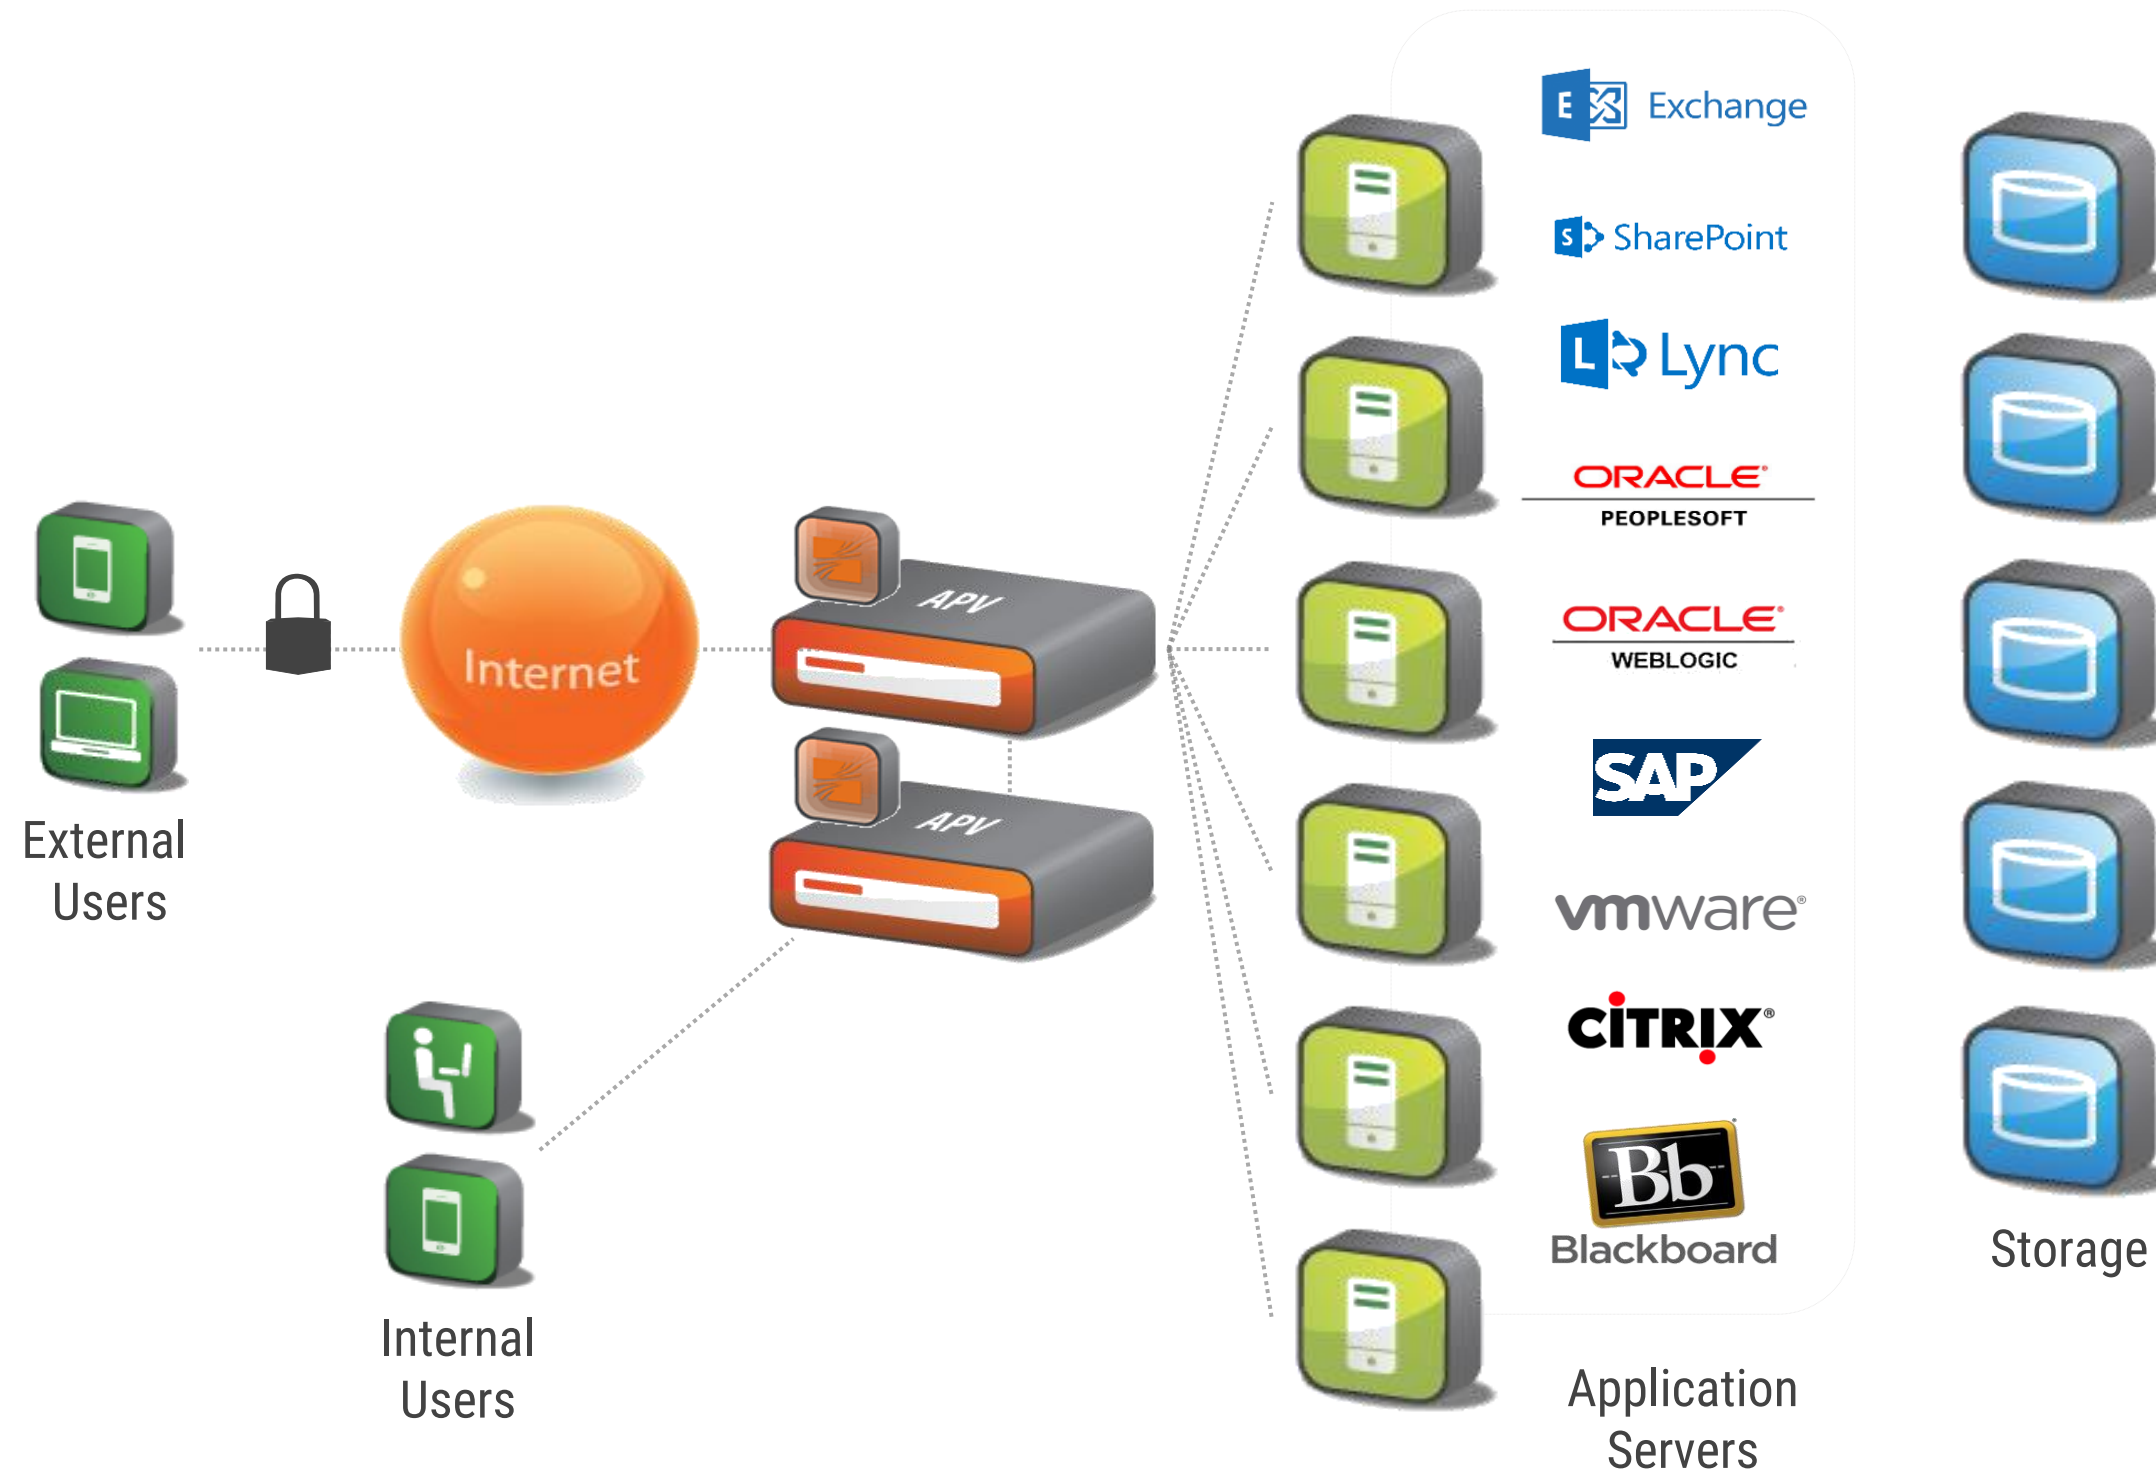 E Exchange
S SharePoint
L Lync
ORACLE®
PEOPLESOFT
ORACLE®
WEBLOGIC
SAP
vmware®
CITRIX®
Bb
Blackboard
Internet
APV
APV
External
Users
Internal
Users
Application
Servers
Storage